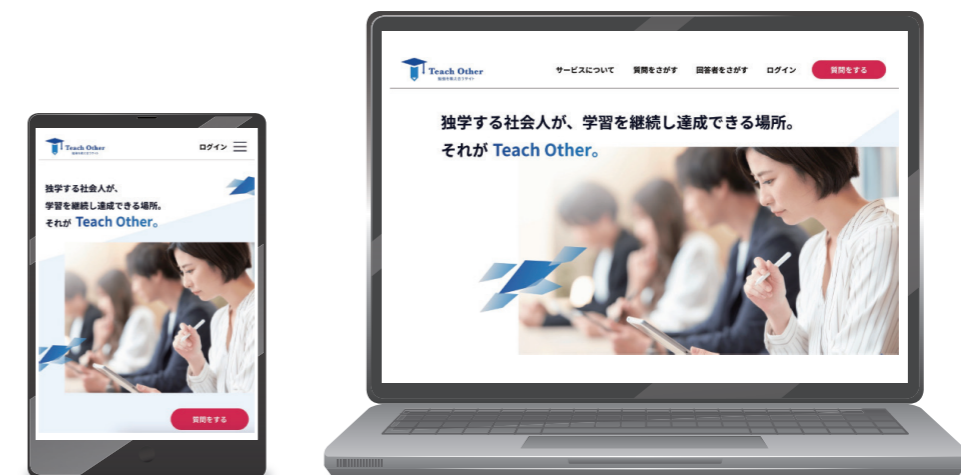 Teach Other
ログイン
独学する社会人が、
学習を継続し達成できる場所。
それが Teach Other。
質問をする
Teach Other
サービスについて 質問をさがす 回答者をさがす ログイン 質問をする
独学する社会人が、学習を継続し達成できる場所。
それが Teach Other。